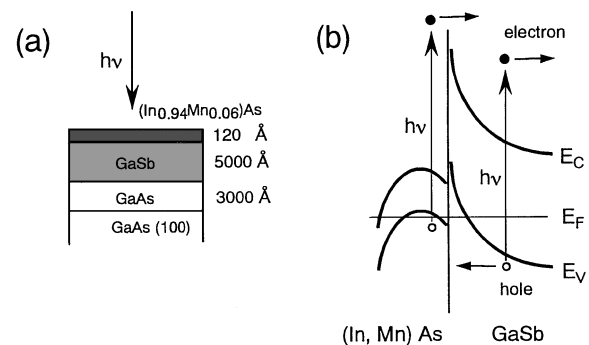 (a)
hν
(In0.94Mn0.06)As
120 Å
GaSb 5000 Å
GaAs 3000 Å
GaAs (100)
(b)
electron
hν
EC
hν
EF
EV
hole
(In, Mn) As GaSb